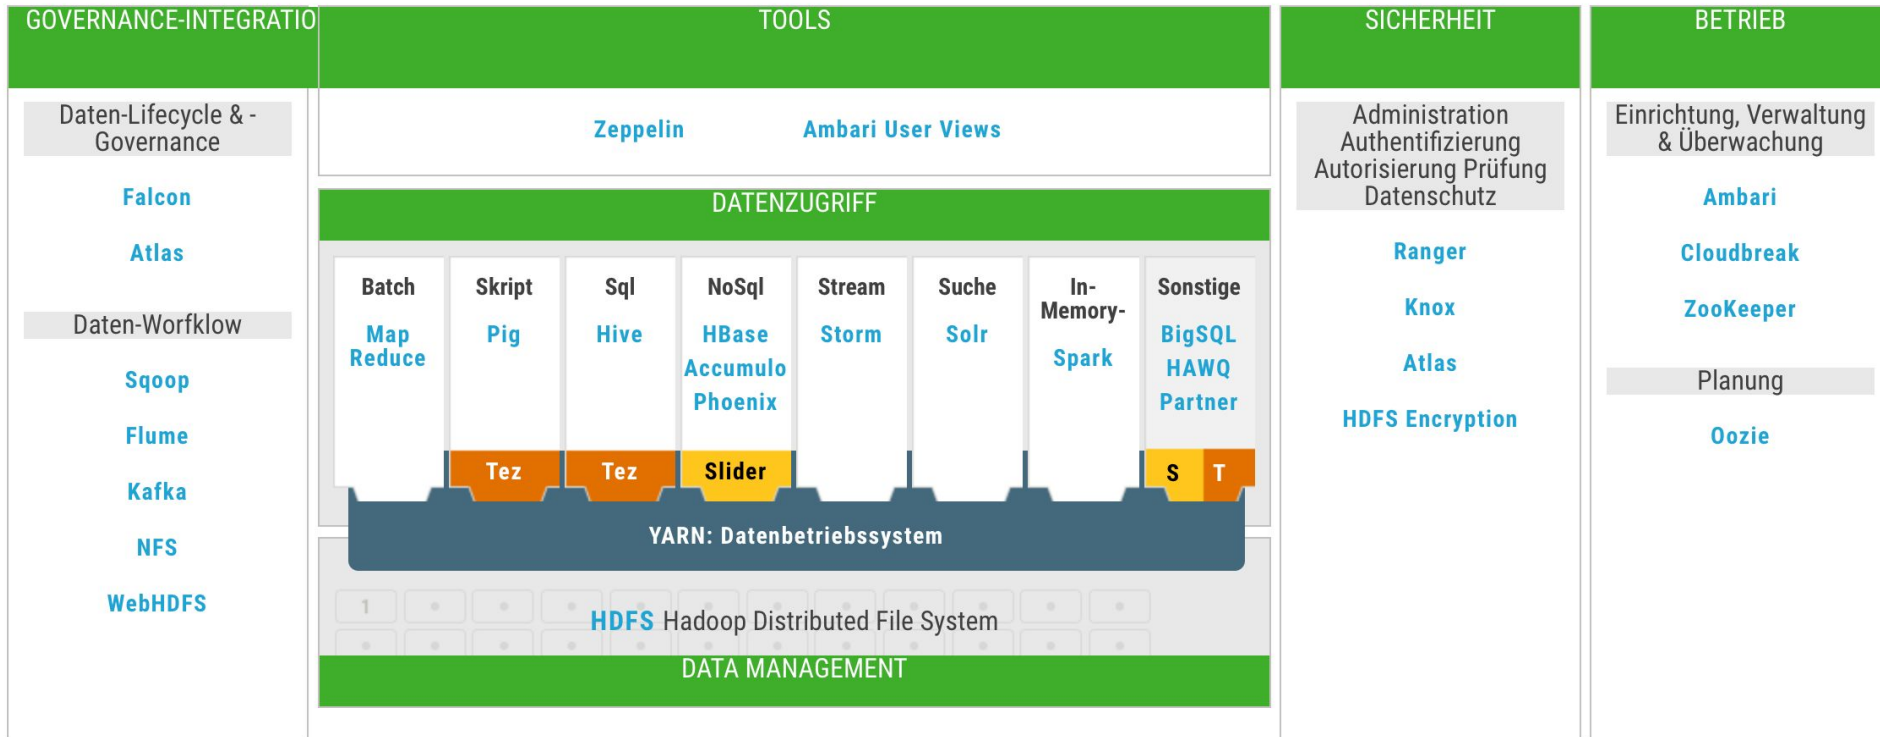 GOVERNANCE-INTEGRATIO
Daten-Lifecycle & -
Governance
Falcon
Atlas
Daten-Worfklow
Sqoop
Flume
Kafka
NFS
WebHDFS
TOOLS
Zeppelin
Ambari User Views
DATENZUGRIFF
Batch
Map
Reduce
Skript
Pig
Tez
Sql
Hive
Tez
NoSql
HBase
Accumulo
Phoenix
Slider
Stream
Storm
Suche
Solr
In-
Memory-
Spark
Sonstige
BigSQL
HAWQ
Partner
S
T
YARN: Datenbetriebssystem
1
HDFS Hadoop Distributed File System
DATA MANAGEMENT
SICHERHEIT
Administration
Authentifizierung
Autorisierung Prüfung
Datenschutz
Ranger
Knox
Atlas
HDFS Encryption
BETRIEB
Einrichtung, Verwaltung
& Überwachung
Ambari
Cloudbreak
ZooKeeper
Planung
Oozie